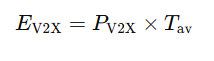 E_V2X = P_V2X × T_av